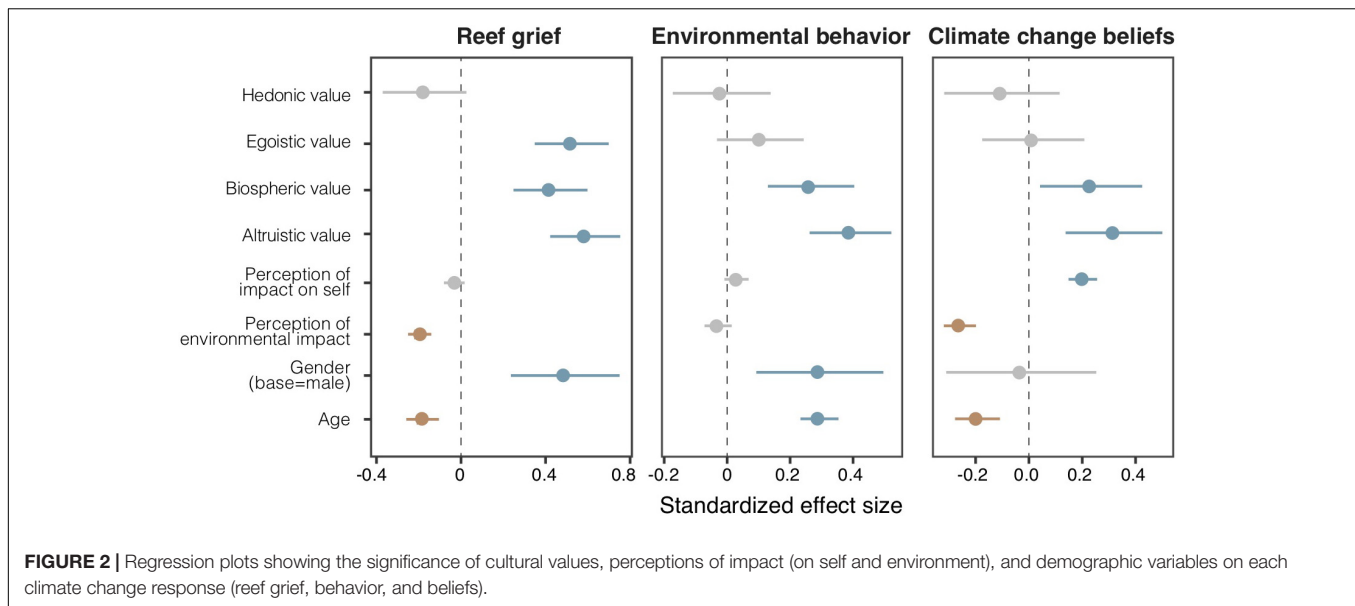 Reef grief
Environmental behavior
Climate change beliefs
Hedonic value
Egoistic value
Biospheric value
Altruistic value
Perception of
impact on self
Perception of
environmental impact
Gender
(base=male)
Age
-0.4 0 0.4 0.8
-0.2 0 0.2 0.4
-0.2 0.0 0.2 0.4
Standardized effect size
FIGURE 2 | Regression plots showing the significance of cultural values, perceptions of impact (on self and environment), and demographic variables on each
climate change response (reef grief, behavior, and beliefs).